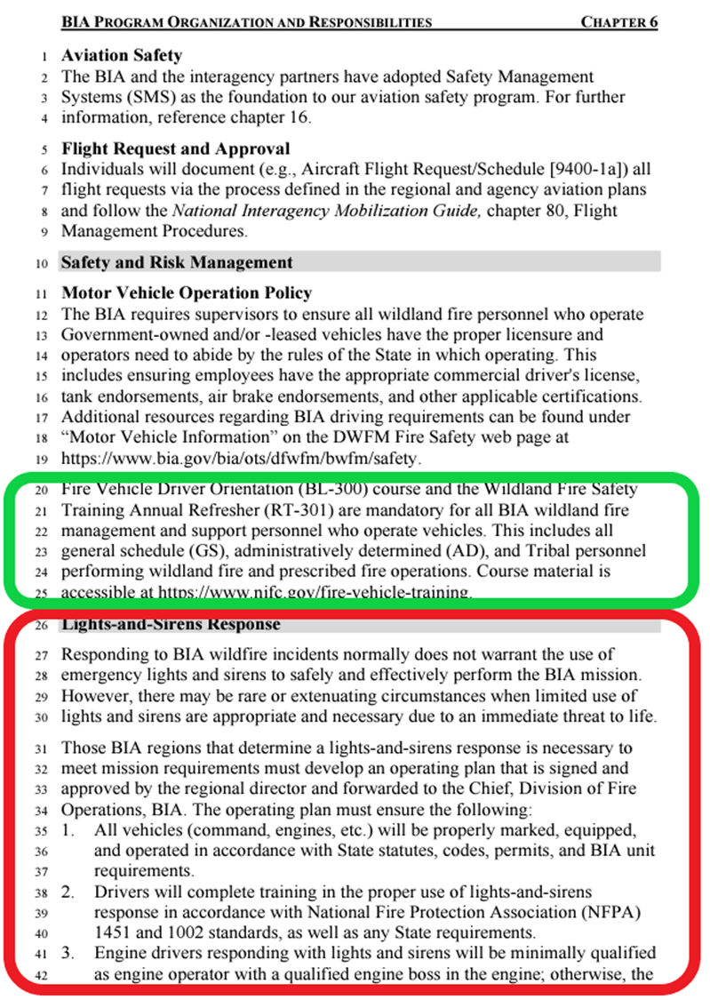 BIA PROGRAM ORGANIZATION AND RESPONSIBILITIES CHAPTER 6
1 Aviation Safety
2 The BIA and the interagency partners have adopted Safety Management
3 Systems (SMS) as the foundation to our aviation safety program. For further
4 information, reference chapter 16.
5 Flight Request and Approval
6 Individuals will document (e.g., Aircraft Flight Request/Schedule [9400-1a]) all
7 flight requests via the process defined in the regional and agency aviation plans
8 and follow the National Interagency Mobilization Guide, chapter 80, Flight
9 Management Procedures.
10 Safety and Risk Management
11 Motor Vehicle Operation Policy
12 The BIA requires supervisors to ensure all wildland fire personnel who operate
13 Government-owned and/or -leased vehicles have the proper licensure and
14 operators need to abide by the rules of the State in which operating. This
15 includes ensuring employees have the appropriate commercial driver's license,
16 tank endorsements, air brake endorsements, and other applicable certifications.
17 Additional resources regarding BIA driving requirements can be found under
18 “Motor Vehicle Information” on the DWFM Fire Safety web page at
19 https://www.bia.gov/bia/ots/dfwfm/bwfm/safety.
20 Fire Vehicle Driver Orientation (BL-300) course and the Wildland Fire Safety
21 Training Annual Refresher (RT-301) are mandatory for all BIA wildland fire
22 management and support personnel who operate vehicles. This includes all
23 general schedule (GS), administratively determined (AD), and Tribal personnel
24 performing wildland fire and prescribed fire operations. Course material is
25 accessible at https://www.nifc.gov/fire-vehicle-training.
26 Lights-and-Sirens Response
27 Responding to BIA wildfire incidents normally does not warrant the use of
28 emergency lights and sirens to safely and effectively perform the BIA mission.
29 However, there may be rare or extenuating circumstances when limited use of
30 lights and sirens are appropriate and necessary due to an immediate threat to life.
31 Those BIA regions that determine a lights-and-sirens response is necessary to
32 meet mission requirements must develop an operating plan that is signed and
33 approved by the regional director and forwarded to the Chief, Division of Fire
34 Operations, BIA. The operating plan must ensure the following:
35 1. All vehicles (command, engines, etc.) will be properly marked, equipped,
36 and operated in accordance with State statutes, codes, permits, and BIA unit
37 requirements.
38 2. Drivers will complete training in the proper use of lights-and-sirens
39 response in accordance with National Fire Protection Association (NFPA)
40 1451 and 1002 standards, as well as any State requirements.
41 3. Engine drivers responding with lights and sirens will be minimally qualified
42 as engine operator with a qualified engine boss in the engine; otherwise, the